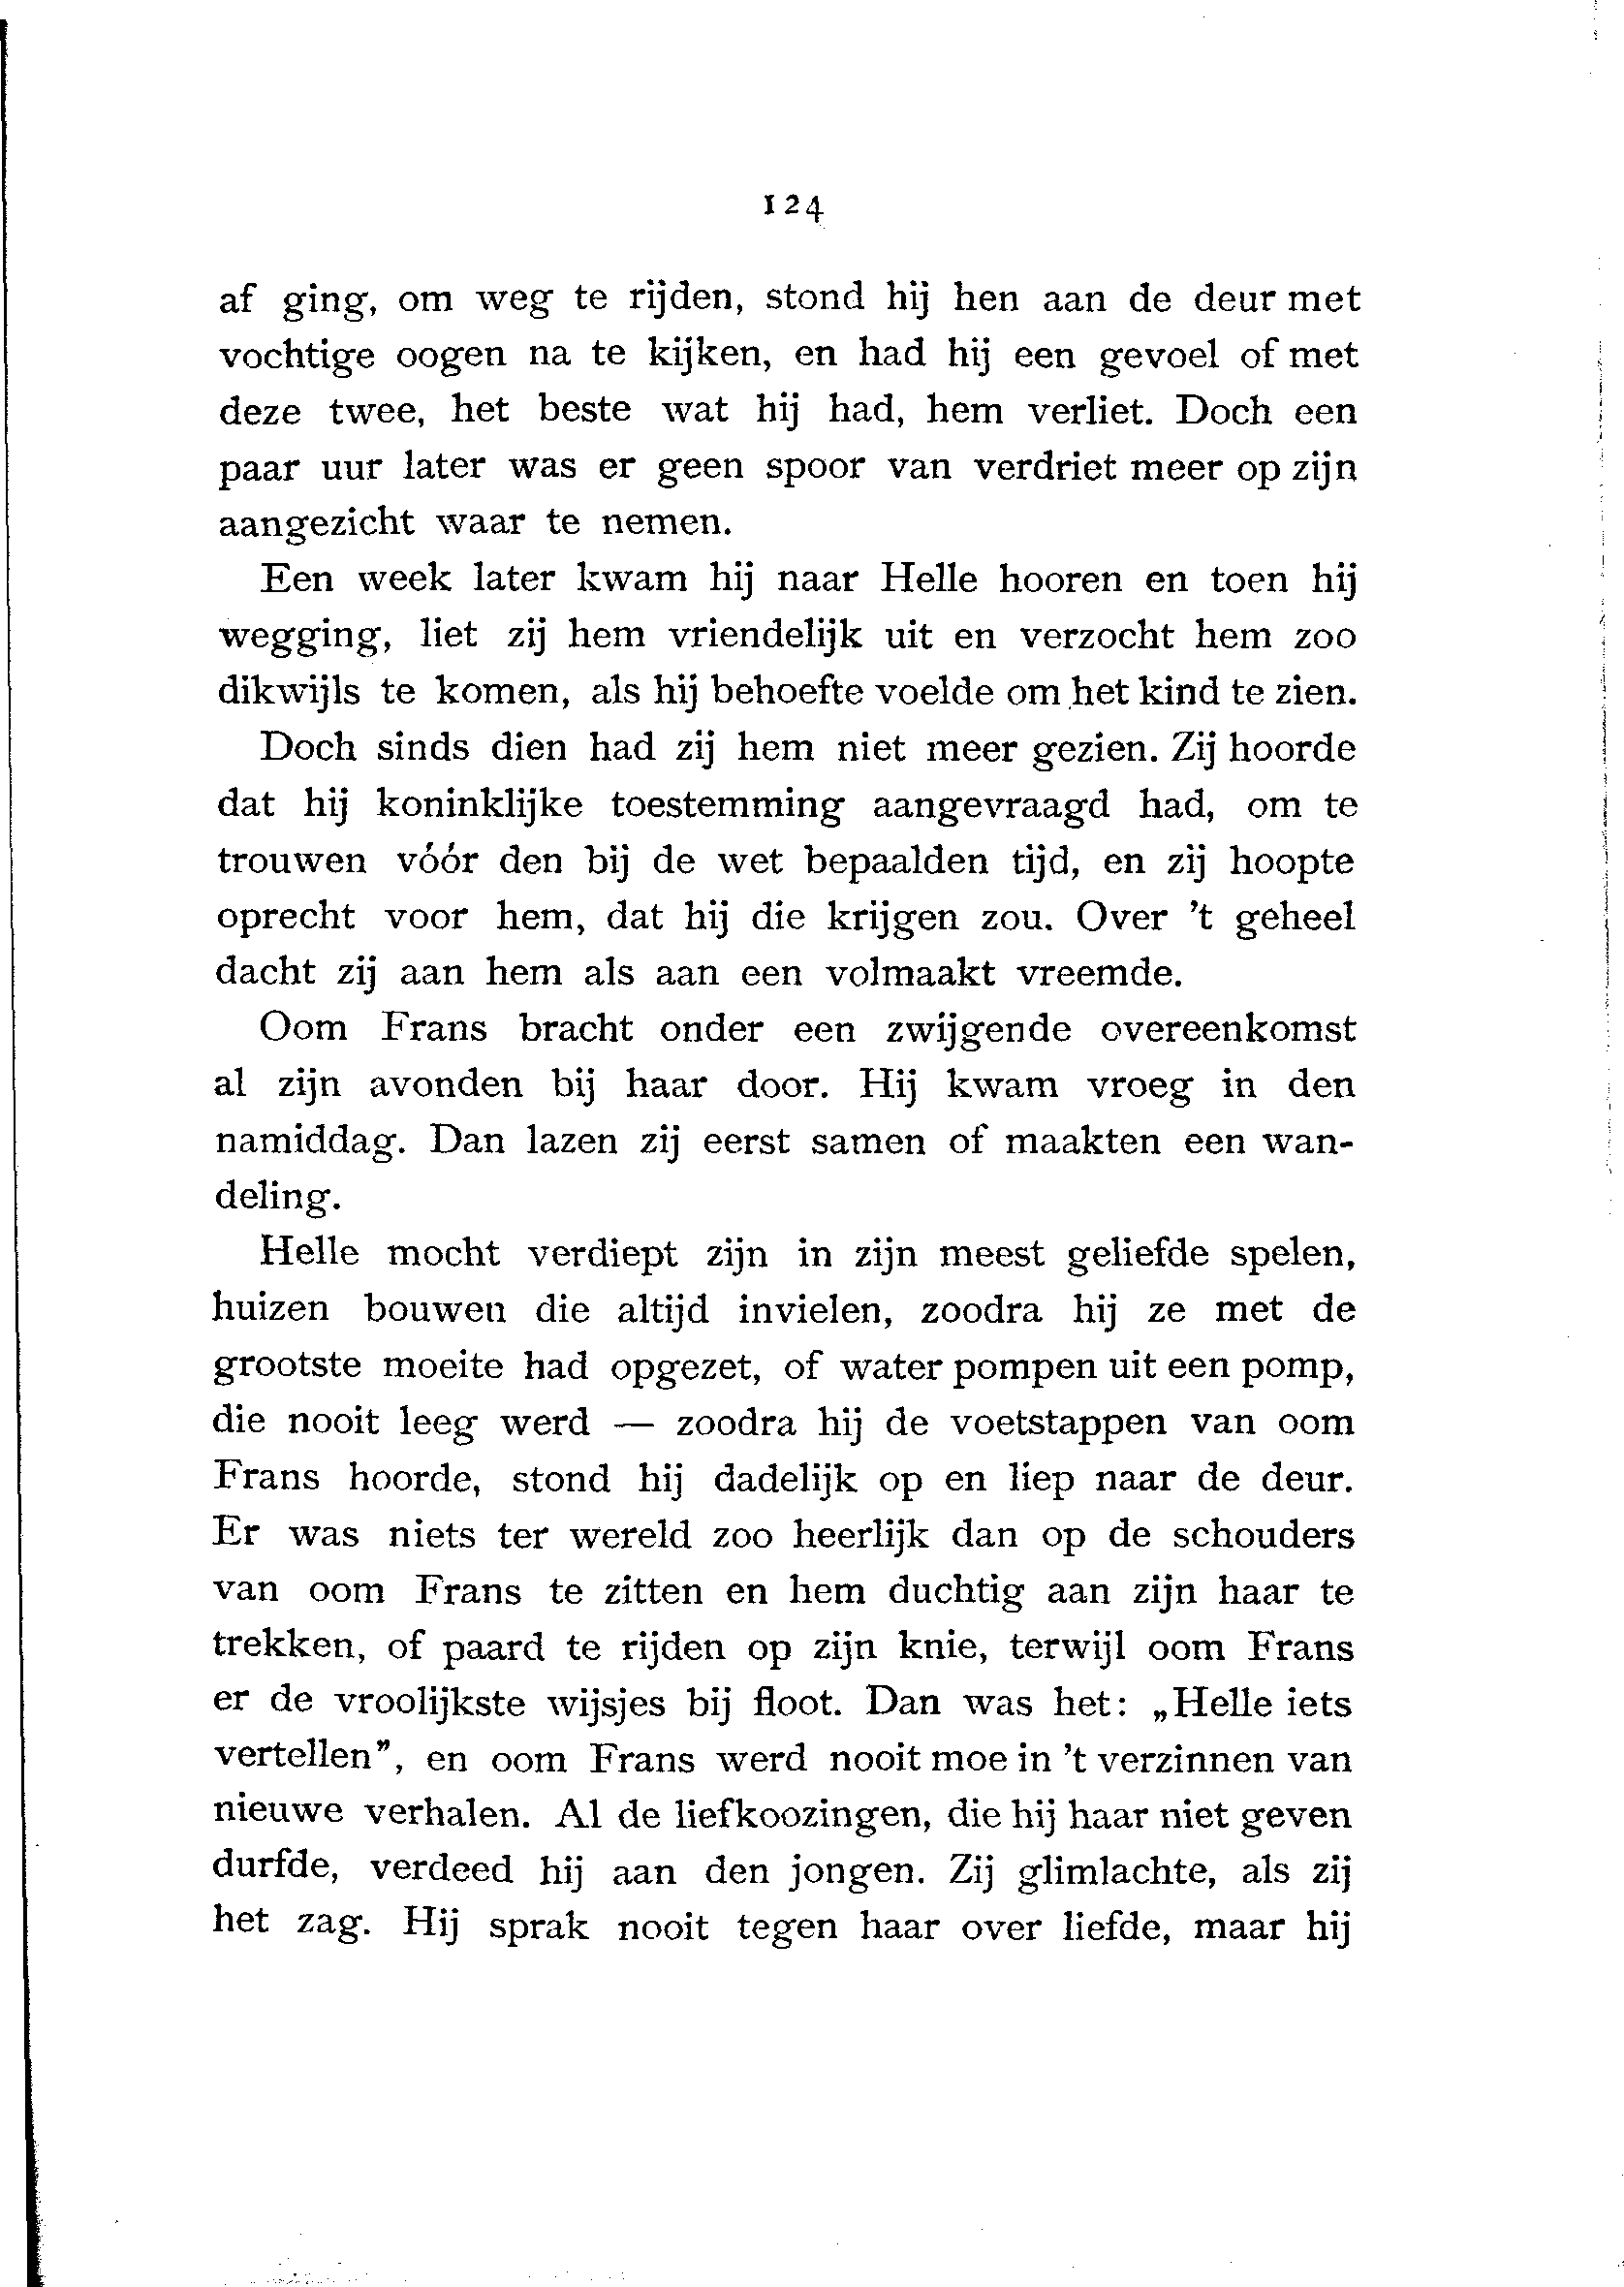 124
af ging, om weg te rijden, stond hij hen aan de deur met
vochtige oogen na te kijken, en had hij een gevoel of met
deze twee, het beste wat hij had, hem verliet. Doch een
paar uur later was er geen spoor van verdriet meer op zijn
aangezicht waar te nemen.
Een week later kwam hij naar Helle hooren en toen hij
wegging, liet zij hem vriendelijk uit en verzocht hem zoo
dikwijls te komen, als hij behoefte voelde om het kind te zien.
Doch sinds dien had zij hem niet meer gezien. Zij hoorde
dat hij koninklijke toestemming aangevraagd had, om te
trouwen vóór den bij de wet bepaalden tijd, en zij hoopte
oprecht voor hem, dat hij die krijgen zou. Over 't geheel
dacht zij aan hem als aan een volmaakt vreemde.
Oom Frans bracht onder een zwijgende overeenkomst
al zijn avonden bij haar door. Hij kwam vroeg in den
namiddag. Dan lazen zij eerst samen of maakten een wan-
deling.
Helle mocht verdiept zijn in zijn meest geliefde spelen,
huizen bouwen die altijd invielen, zoodra hij ze met de
grootste moeite had opgezet, of water pompen uit een pomp,
die nooit leeg werd — zoodra hij de voetstappen van oom
Frans hoorde, stond hij dadelijk op en liep naar de deur.
Er was niets ter wereld zoo heerlijk dan op de schouders
van oom Frans te zitten en hem duchtig aan zijn haar te
trekken, of paard te rijden op zijn knie, terwijl oom Frans
er de vroolijkste wijsjes bij floot. Dan was het: „Helle iets
vertellen”, en oom Frans werd nooit moe in 't verzinnen van
nieuwe verhalen. Al de liefkoozingen, die hij haar niet geven
durfde, verdeed hij aan den jongen. Zij glimlachte, als zij
het zag. Hij sprak nooit tegen haar over liefde, maar hij